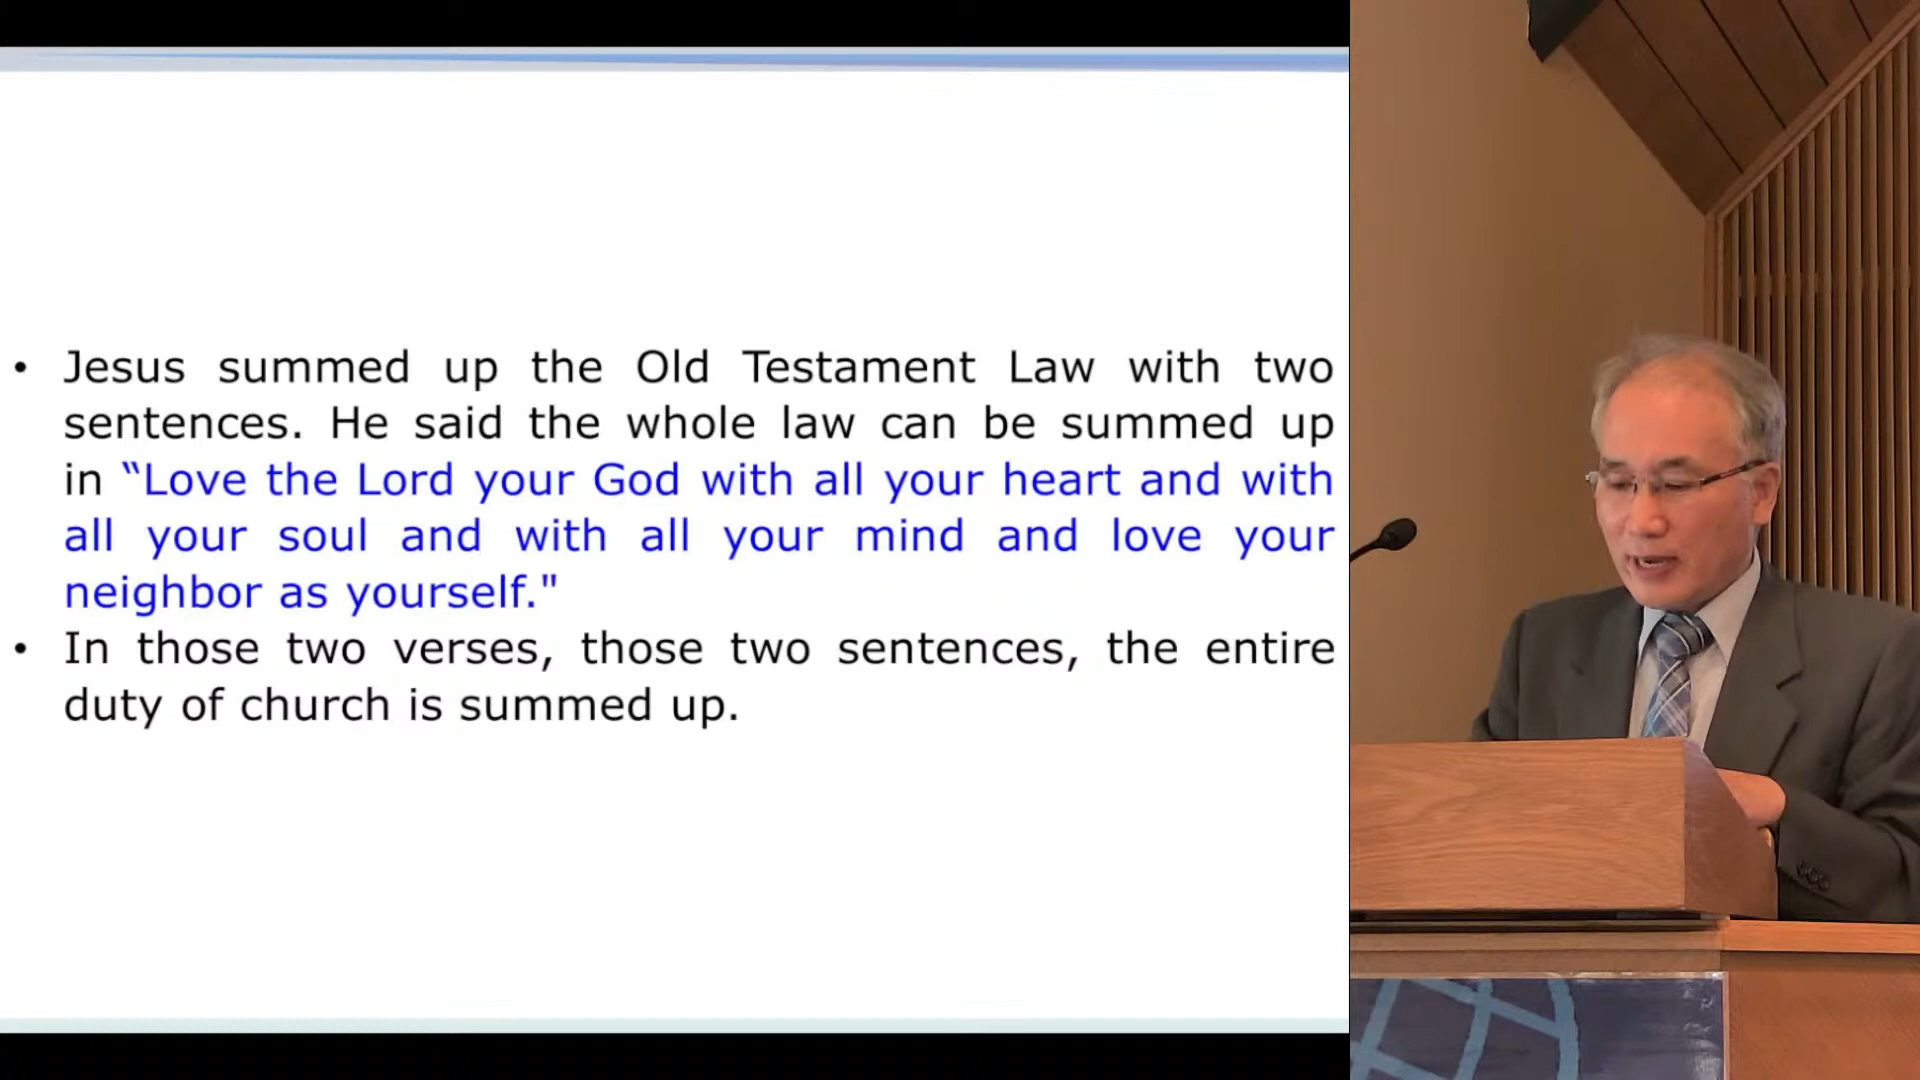 • Jesus summed up the Old Testament Law with two
sentences. He said the whole law can be summed up
in “Love the Lord your God with all your heart and with
all your soul and with all your mind and love your
neighbor as yourself."
• In those two verses, those two sentences, the entire
duty of church is summed up.